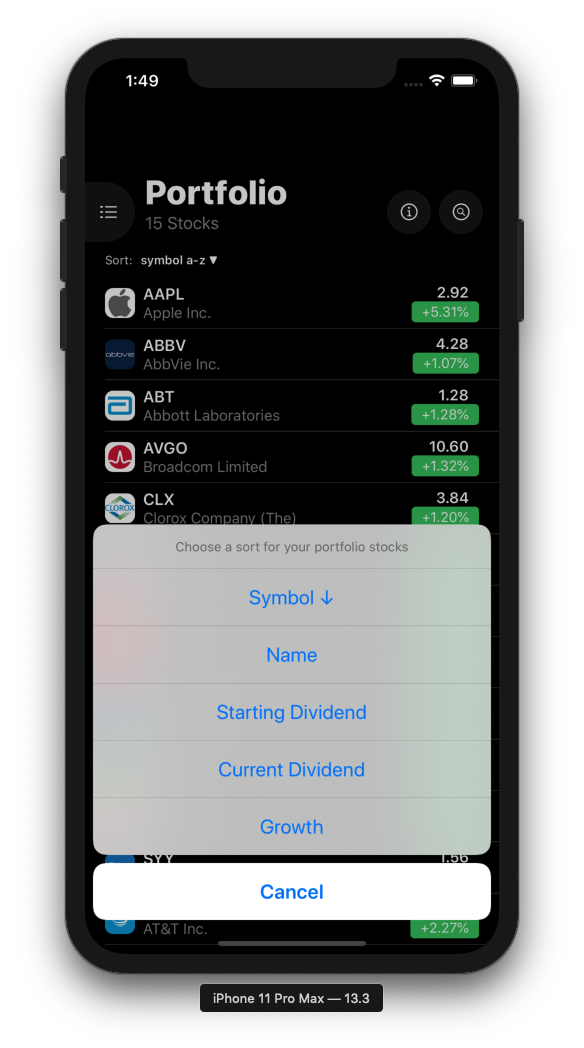 1:49
Portfolio
15 Stocks
Sort: symbol a-z ▼
AAPL 2.92
Apple Inc. +5.31%
abbvie
ABBV 4.28
AbbVie Inc. +1.07%
ABT 1.28
Abbott Laboratories +1.28%
AVGO 10.60
Broadcom Limited +1.32%
CLOROX
CLX 3.84
Clorox Company (The) +1.20%
Choose a sort for your portfolio stocks
Symbol ↓
Name
Starting Dividend
Current Dividend
Growth
SYY 1.56
Cancel
AT&T Inc. +2.27%
iPhone 11 Pro Max — 13.3